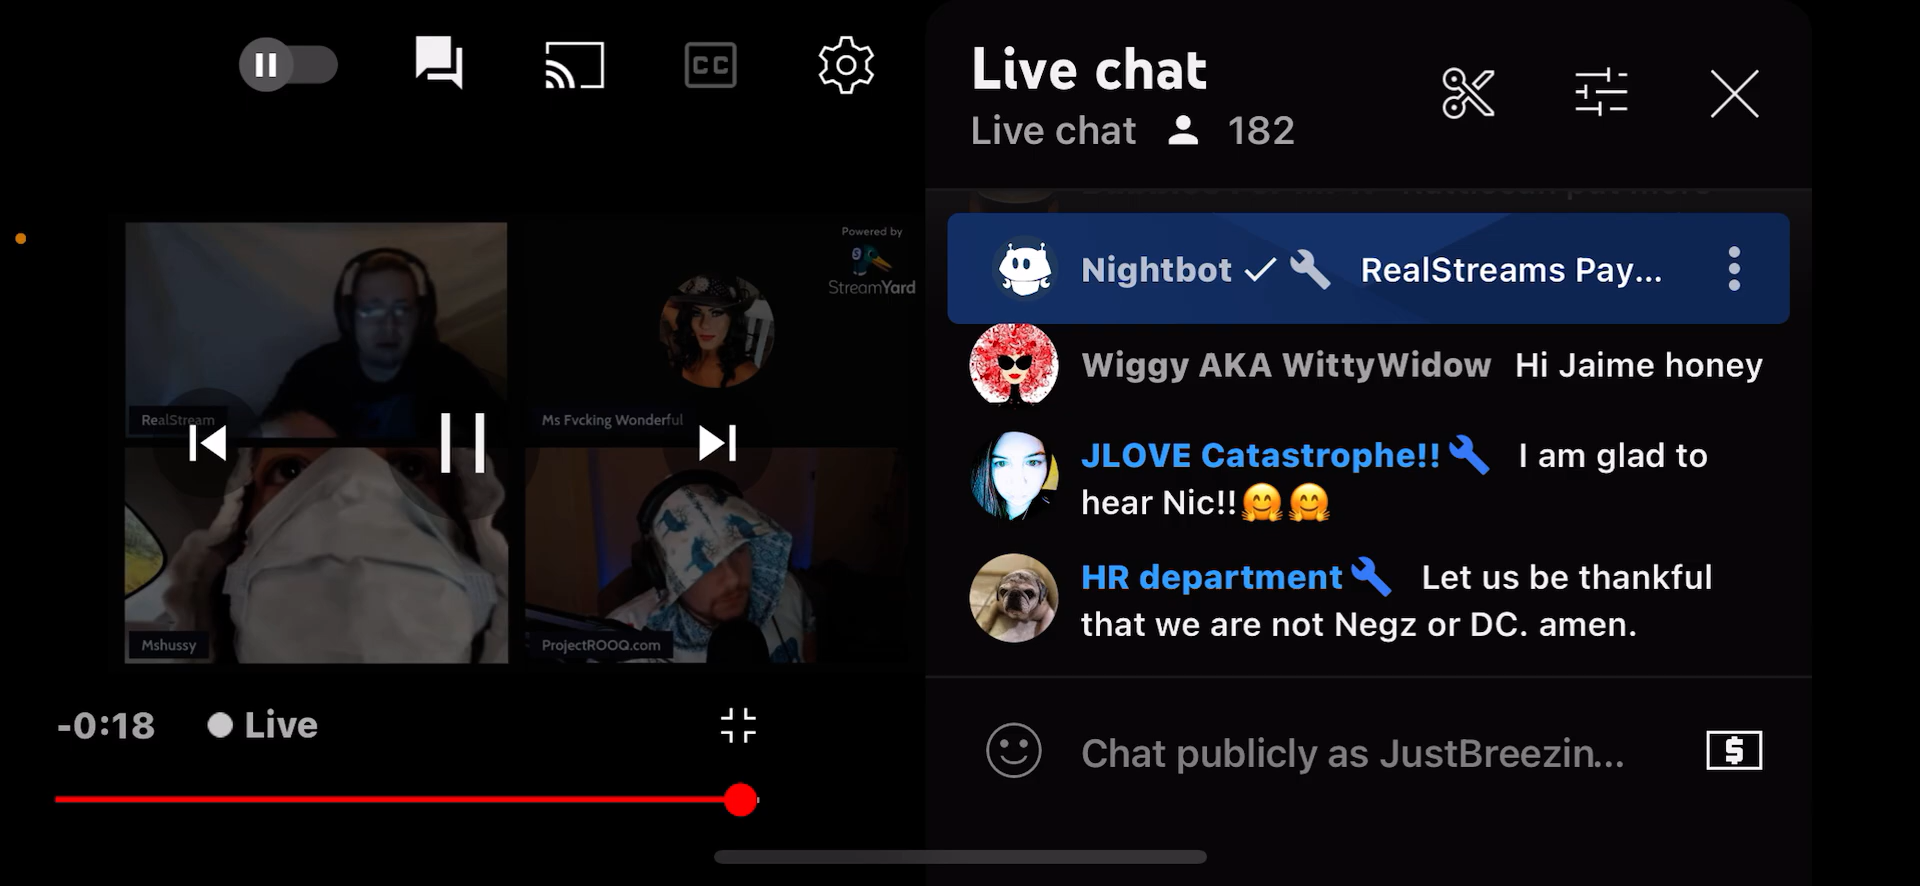 CC
Live chat
Live chat 182
Powered by
StreamYard
Nightbot RealStreams Pay...
Wiggy AKA WittyWidow Hi Jaime honey
RealStream
Ms Fvcking Wonderful
JLOVE Catastrophe!! I am glad to
hear Nic!!🤗🤗
HR department Let us be thankful
that we are not Negz or DC. amen.
Mshussy
ProjectROOQ.com
-0:18 Live
Chat publicly as JustBreezin...
$